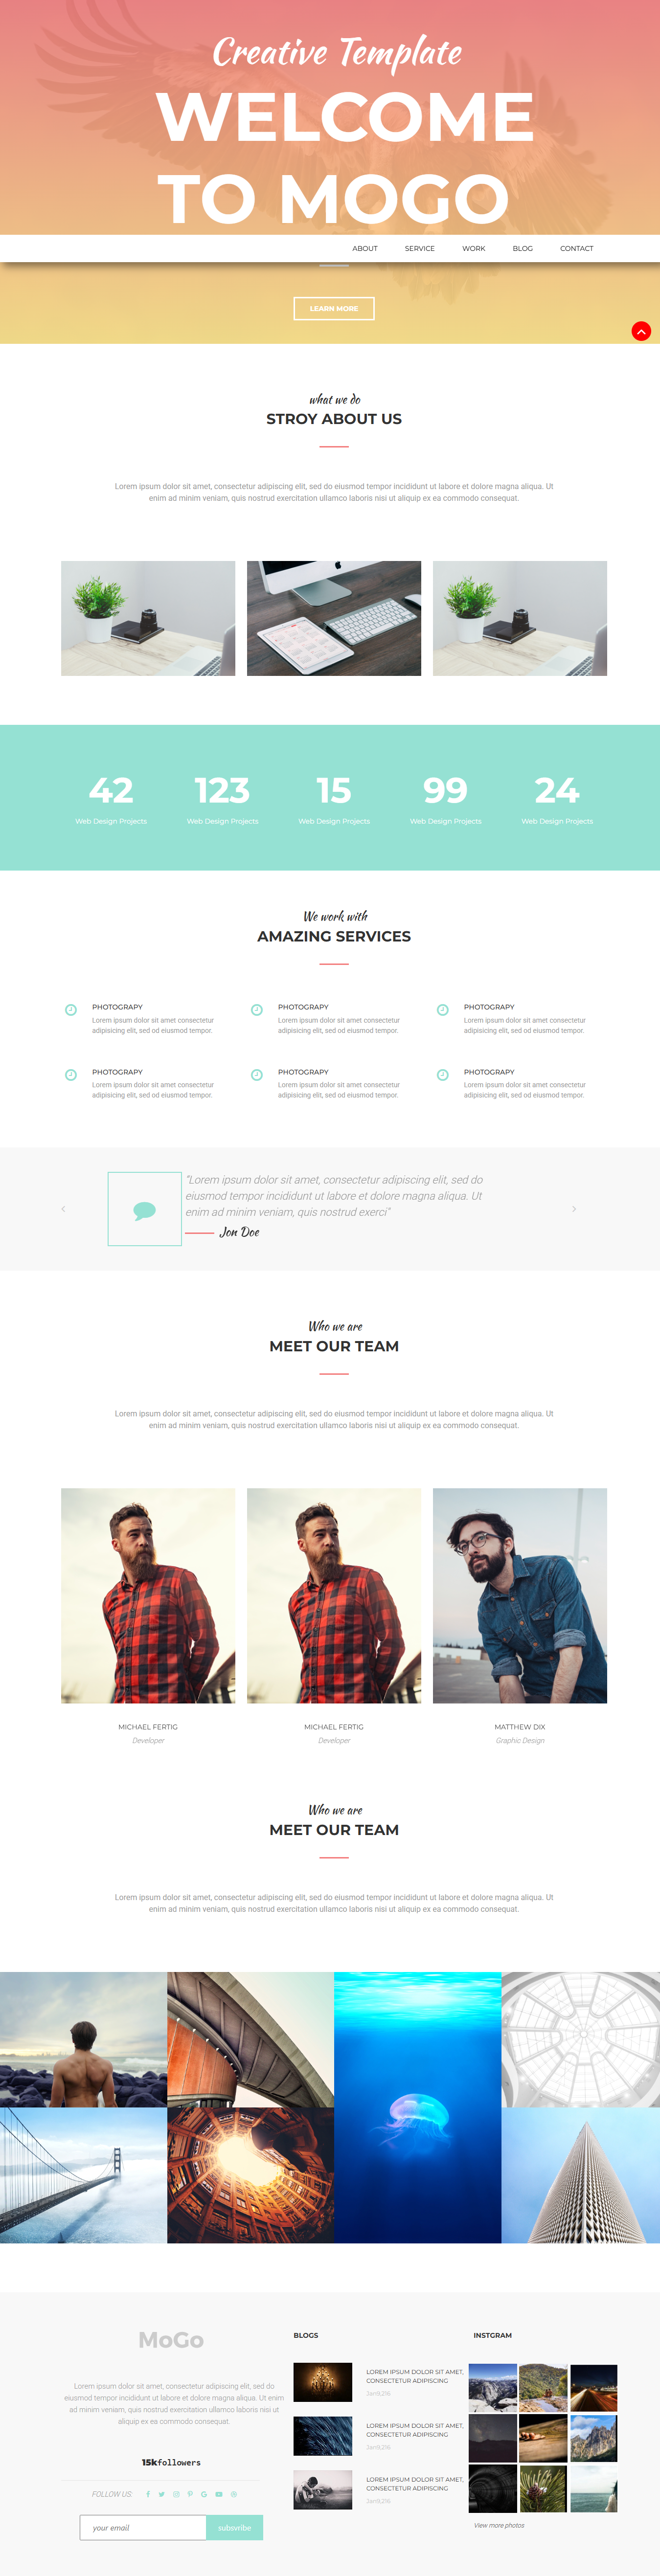 Creative Template
WELCOME
TO MOGO
ABOUT SERVICE WORK BLOG CONTACT
LEARN MORE
what we do
STROY ABOUT US
Lorem ipsum dolor sit amet, consectetur adipiscing elit, sed do eiusmod tempor incididunt ut labore et dolore magna aliqua. Ut
enim ad minim veniam, quis nostrud exercitation ullamco laboris nisi ut aliquip ex ea commodo consequat.
42 123 15 99 24
Web Design Projects Web Design Projects Web Design Projects Web Design Projects Web Design Projects
We work with
AMAZING SERVICES
PHOTOGRAPY PHOTOGRAPY PHOTOGRAPY
Lorem ipsum dolor sit amet consectetur Lorem ipsum dolor sit amet consectetur Lorem ipsum dolor sit amet consectetur
adipisicing elit, sed od eiusmod tempor. adipisicing elit, sed od eiusmod tempor. adipisicing elit, sed od eiusmod tempor.
PHOTOGRAPY PHOTOGRAPY PHOTOGRAPY
Lorem ipsum dolor sit amet consectetur Lorem ipsum dolor sit amet consectetur Lorem ipsum dolor sit amet consectetur
adipisicing elit, sed od eiusmod tempor. adipisicing elit, sed od eiusmod tempor. adipisicing elit, sed od eiusmod tempor.
"Lorem ipsum dolor sit amet, consectetur adipiscing elit, sed do
eiusmod tempor incididunt ut labore et dolore magna aliqua. Ut
enim ad minim veniam, quis nostrud exerci"
Jon Doe
Who we are
MEET OUR TEAM
Lorem ipsum dolor sit amet, consectetur adipiscing elit, sed do eiusmod tempor incididunt ut labore et dolore magna aliqua. Ut
enim ad minim veniam, quis nostrud exercitation ullamco laboris nisi ut aliquip ex ea commodo consequat.
MICHAEL FERTIG MICHAEL FERTIG MATTHEW DIX
Developer Developer Graphic Design
Who we are
MEET OUR TEAM
Lorem ipsum dolor sit amet, consectetur adipiscing elit, sed do eiusmod tempor incididunt ut labore et dolore magna aliqua. Ut
enim ad minim veniam, quis nostrud exercitation ullamco laboris nisi ut aliquip ex ea commodo consequat.
MoGo
Lorem ipsum dolor sit amet, consectetur adipiscing elit, sed do
eiusmod tempor incididunt ut labore et dolore magna aliqua. Ut enim
ad minim veniam, quis nostrud exercitation ullamco laboris nisi ut
aliquip ex ea commodo consequat.
15kfollowers
FOLLOW US:
your email subsvribe
BLOGS
LOREM IPSUM DOLOR SIT AMET,
CONSECTETUR ADIPISCING
Jan9,216
LOREM IPSUM DOLOR SIT AMET,
CONSECTETUR ADIPISCING
Jan9,216
LOREM IPSUM DOLOR SIT AMET,
CONSECTETUR ADIPISCING
Jan9,216
INSTGRAM
View more photos